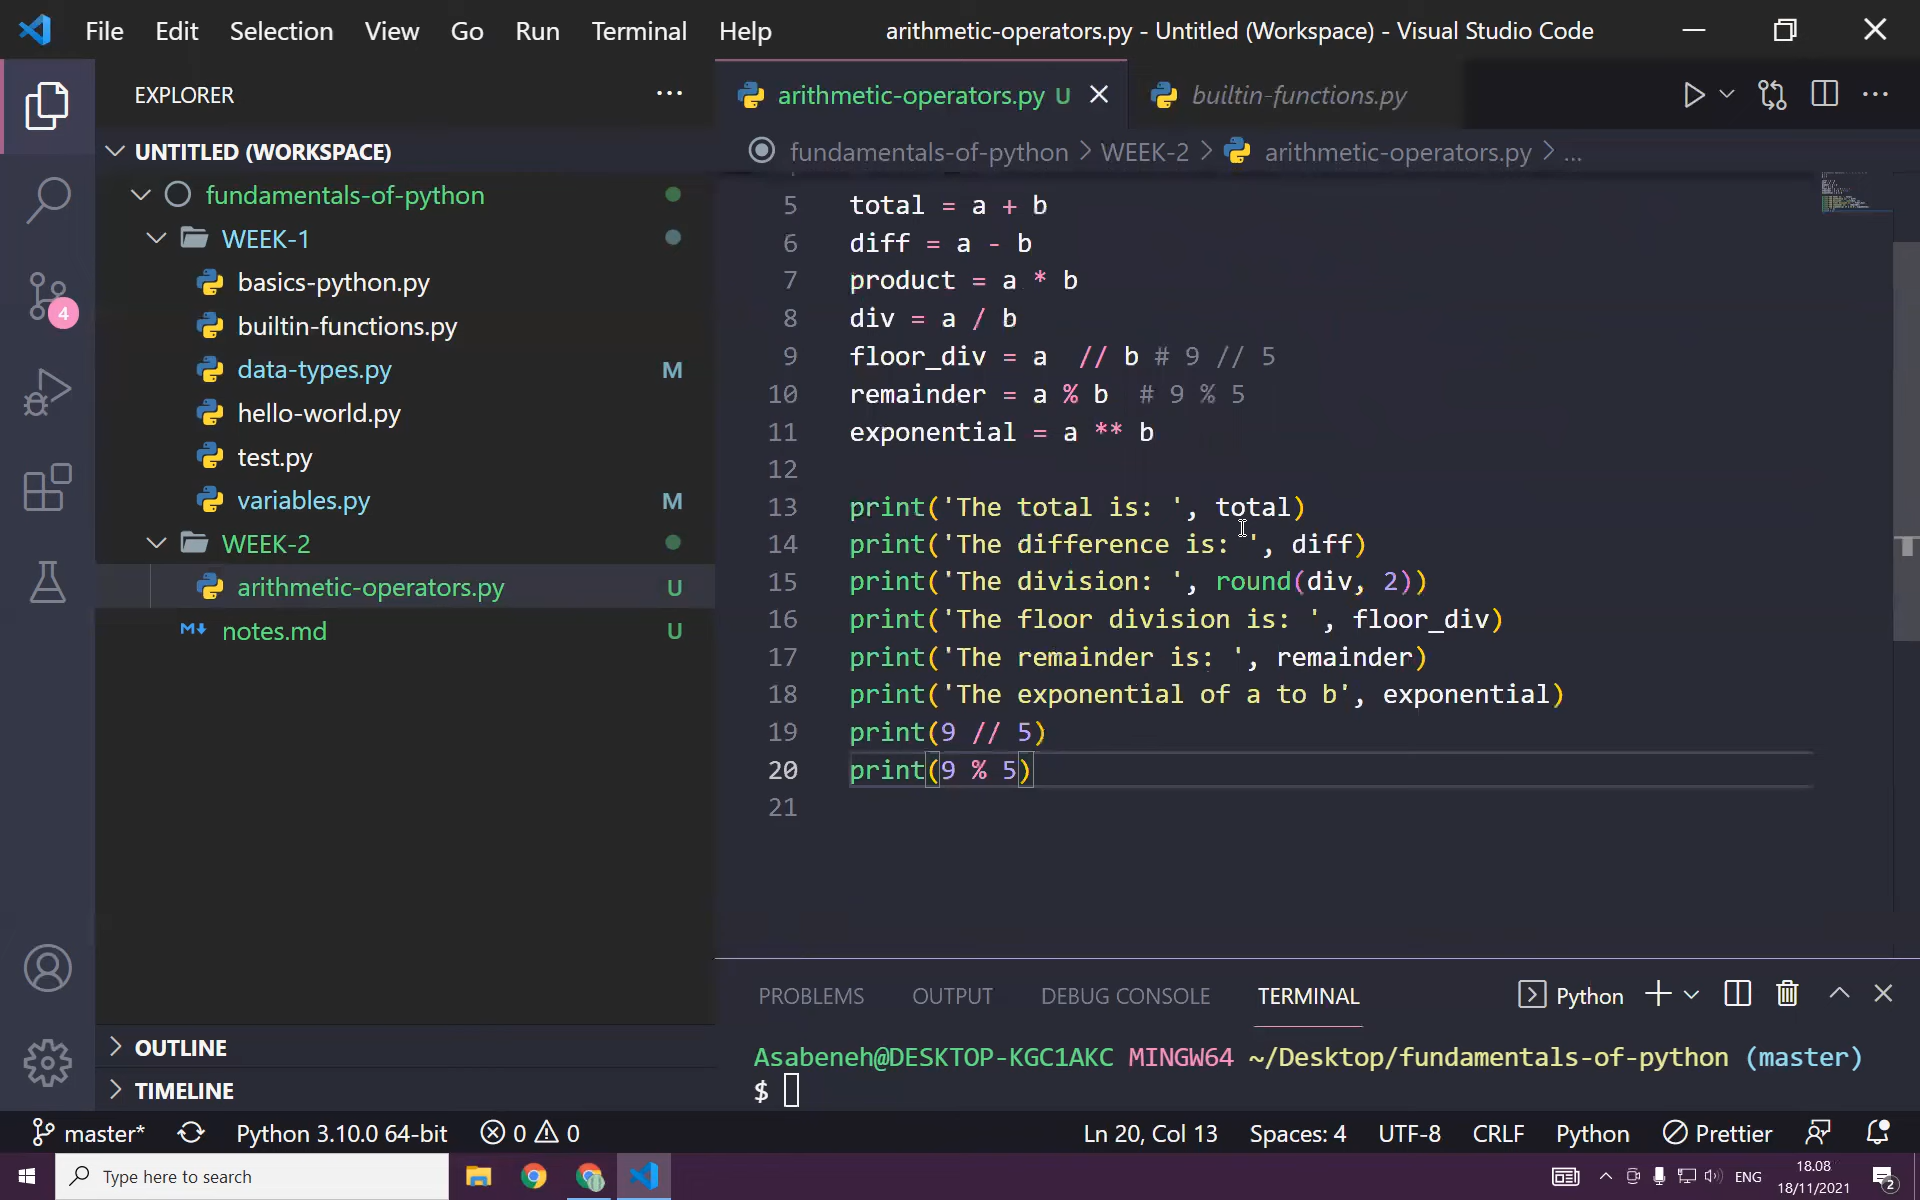 File Edit Selection View Go Run Terminal Help arithmetic-operators.py - Untitled (Workspace) - Visual Studio Code
EXPLORER
UNTITLED (WORKSPACE)
fundamentals-of-python
WEEK-1
basics-python.py
builtin-functions.py
data-types.py M
hello-world.py
test.py
variables.py M
WEEK-2
arithmetic-operators.py U
notes.md U
OUTLINE
TIMELINE
4
arithmetic-operators.py U builtin-functions.py
fundamentals-of-python > WEEK-2 > arithmetic-operators.py > ...
5 total = a + b
6 diff = a - b
7 product = a * b
8 div = a / b
9 floor_div = a  // b # 9 // 5
10 remainder = a % b  # 9 % 5
11 exponential = a ** b
12
13 print('The total is: ', total)
14 print('The difference is: ', diff)
15 print('The division: ', round(div, 2))
16 print('The floor division is: ', floor_div)
17 print('The remainder is: ', remainder)
18 print('The exponential of a to b', exponential)
19 print(9 // 5)
20 print(9 % 5)
21
PROBLEMS OUTPUT DEBUG CONSOLE TERMINAL Python
Asabeneh@DESKTOP-KGC1AKC MINGW64 ~/Desktop/fundamentals-of-python (master)
$
master* Python 3.10.0 64-bit 0 0 Ln 20, Col 13 Spaces: 4 UTF-8 CRLF Python Prettier
Type here to search ENG 18.08
18/11/2021 2